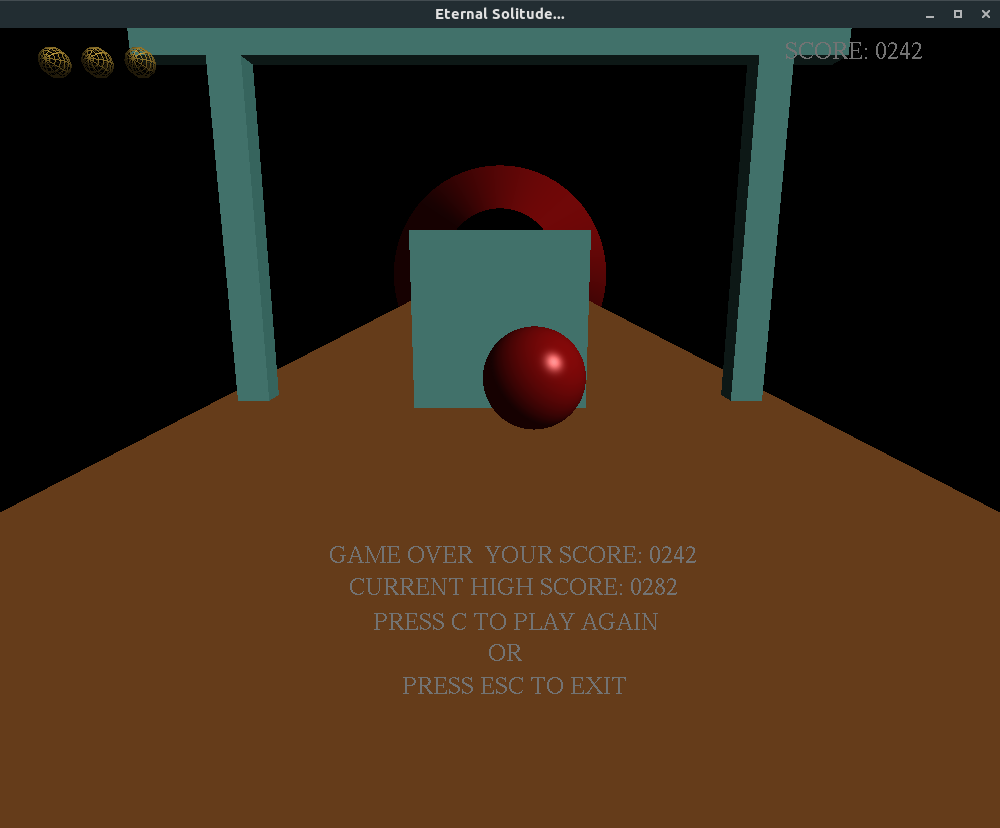 Eternal Solitude...
SCORE: 0242
GAME OVER  YOUR SCORE: 0242
CURRENT HIGH SCORE: 0282
PRESS C TO PLAY AGAIN
OR
PRESS ESC TO EXIT